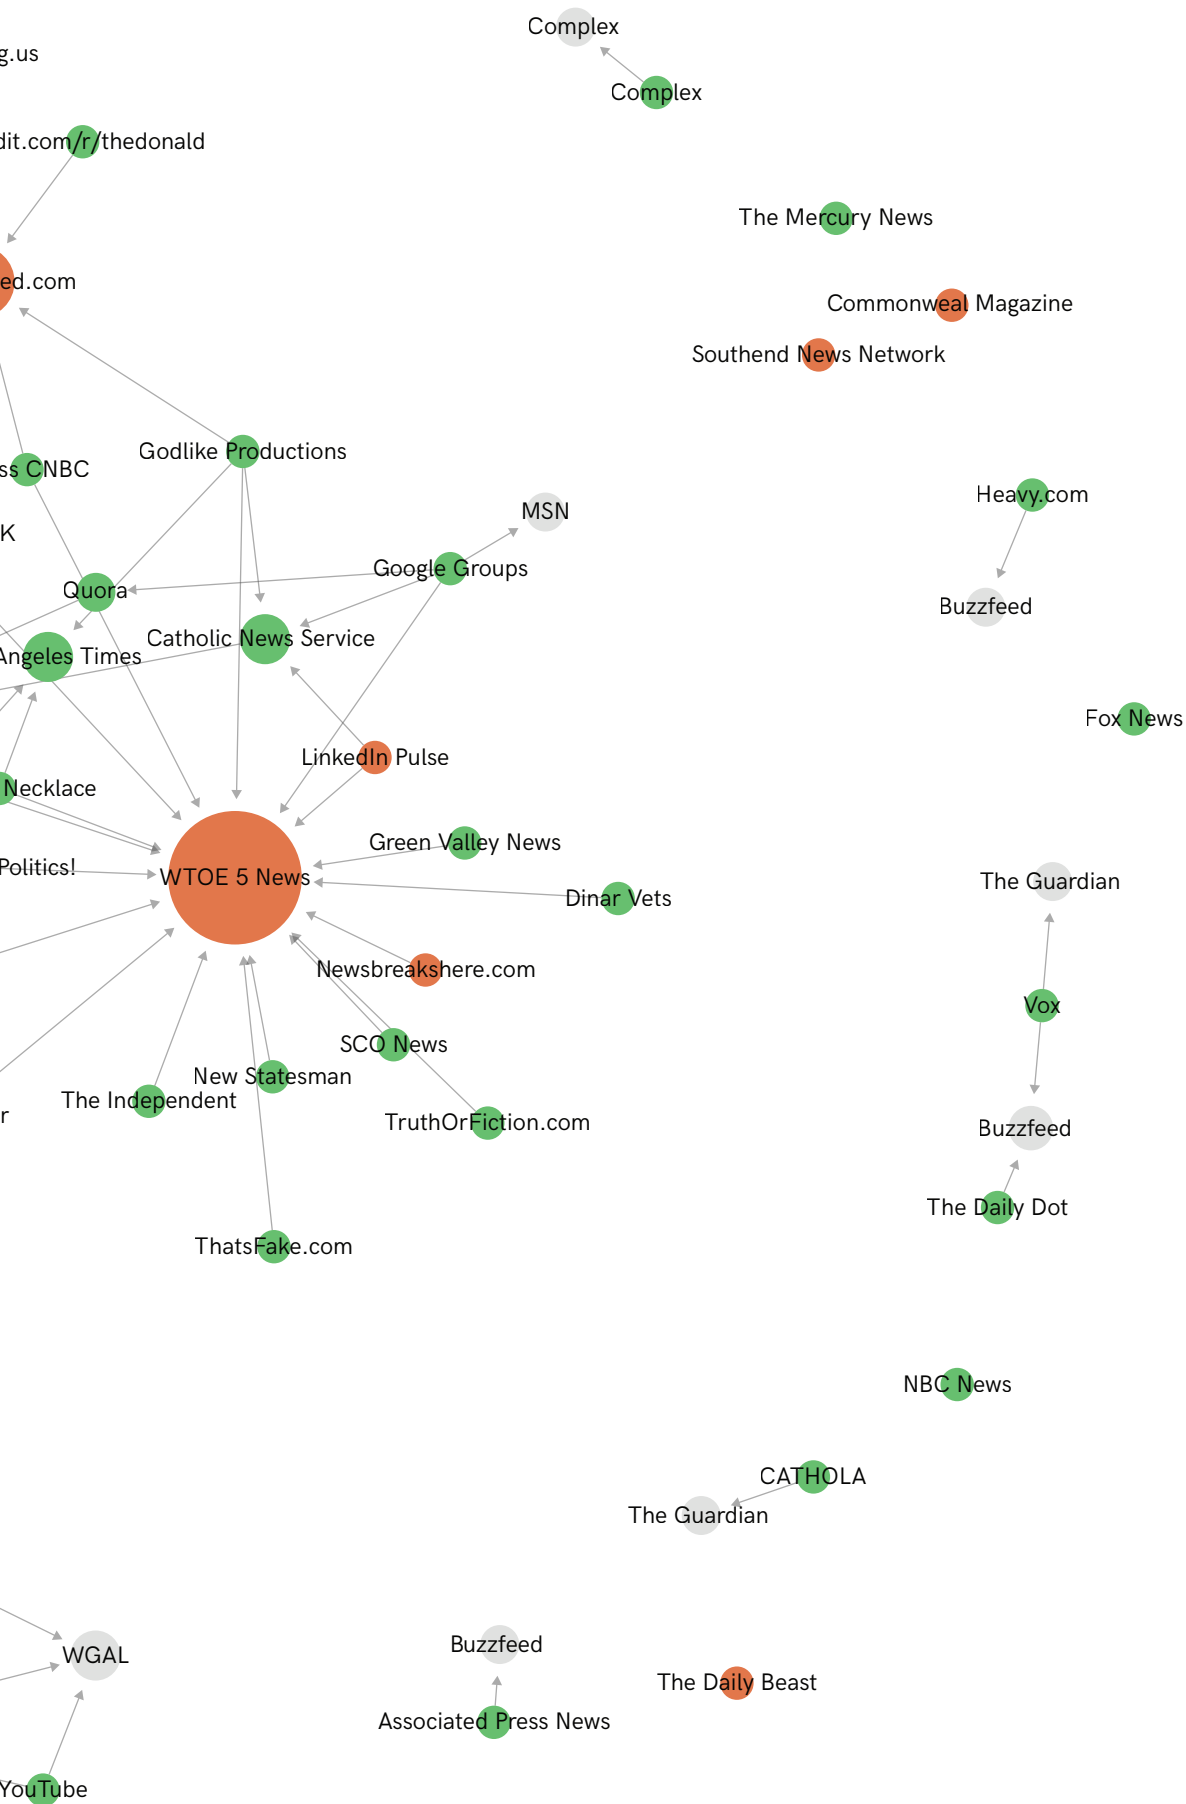 Complex
g.us
Complex
dit.com/r/thedonald
The Mercury News
ed.com
Commonweal Magazine
Southend News Network
Godlike Productions
ss CNBC
Heavy.com
MSN
K
Google Groups
Quora
Buzzfeed
Catholic News Service
Angeles Times
Fox News
LinkedIn Pulse
Necklace
Green Valley News
Politics!
WTOE 5 News
The Guardian
Dinar Vets
Newsbreakshere.com
Vox
SCO News
New Statesman
The Independent
r
TruthOrFiction.com
Buzzfeed
The Daily Dot
ThatsFake.com
NBC News
CATHOLA
The Guardian
Buzzfeed
WGAL
The Daily Beast
Associated Press News
YouTube